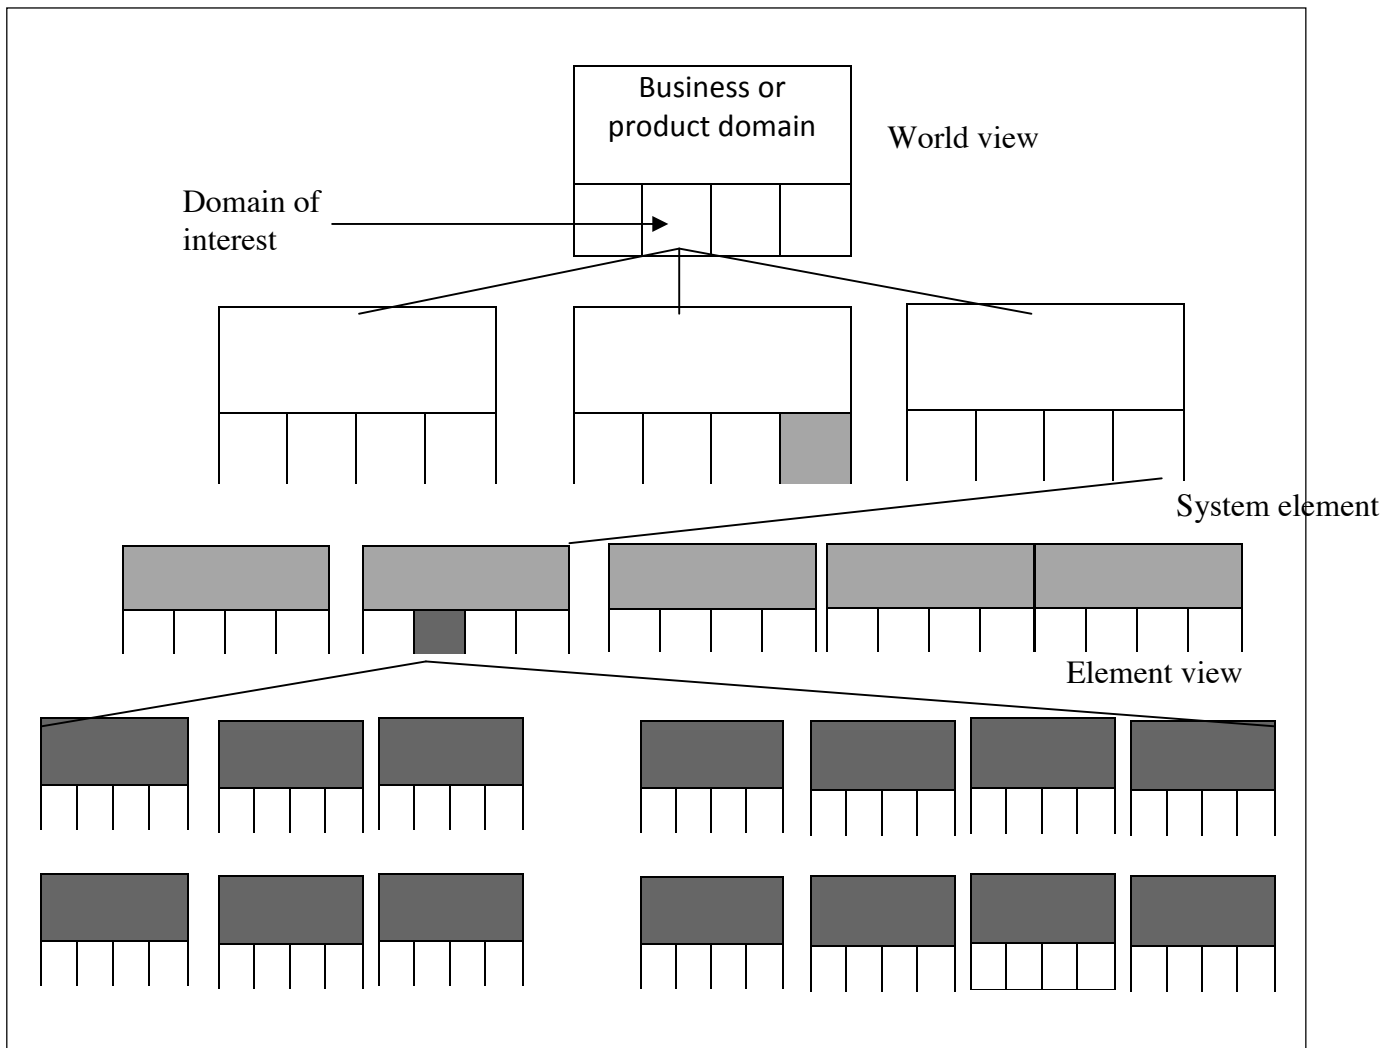 Business or
product domain
World view
Domain of
interest
System element
Element view